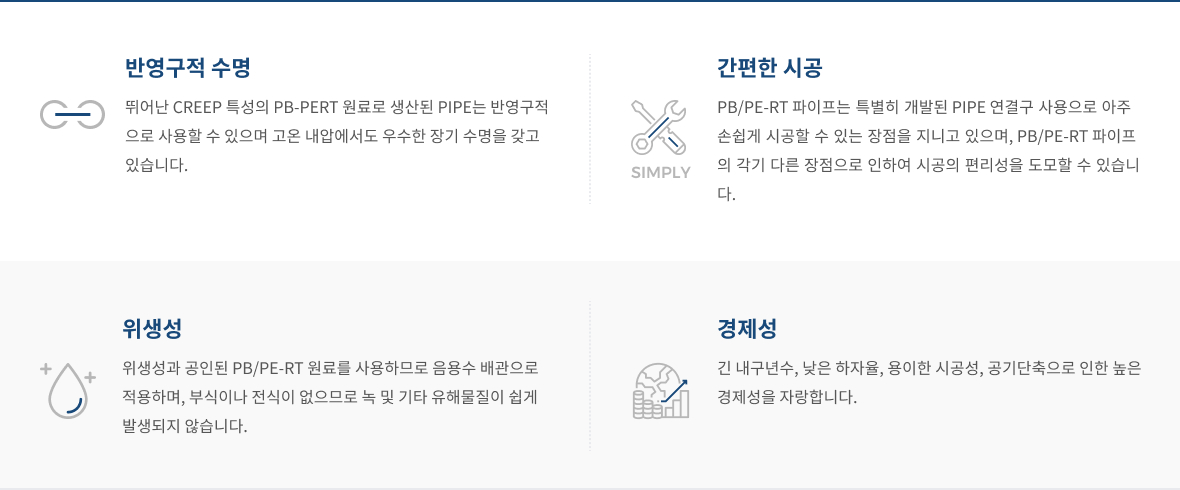 반영구적 수명
뛰어난 CREEP 특성의 PB-PERT 원료로 생산된 PIPE는 반영구적
으로 사용할 수 있으며 고온 내압에서도 우수한 장기 수명을 갖고
있습니다.
간편한 시공
PB/PE-RT 파이프는 특별히 개발된 PIPE 연결구 사용으로 아주
손쉽게 시공할 수 있는 장점을 지니고 있으며, PB/PE-RT 파이프
의 각기 다른 장점으로 인하여 시공의 편리성을 도모할 수 있습니
다.
SIMPLY
위생성
위생성과 공인된 PB/PE-RT 원료를 사용하므로 음용수 배관으로
적용하며, 부식이나 전식이 없으므로 녹 및 기타 유해물질이 쉽게
발생되지 않습니다.
경제성
긴 내구년수, 낮은 하자율, 용이한 시공성, 공기단축으로 인한 높은
경제성을 자랑합니다.